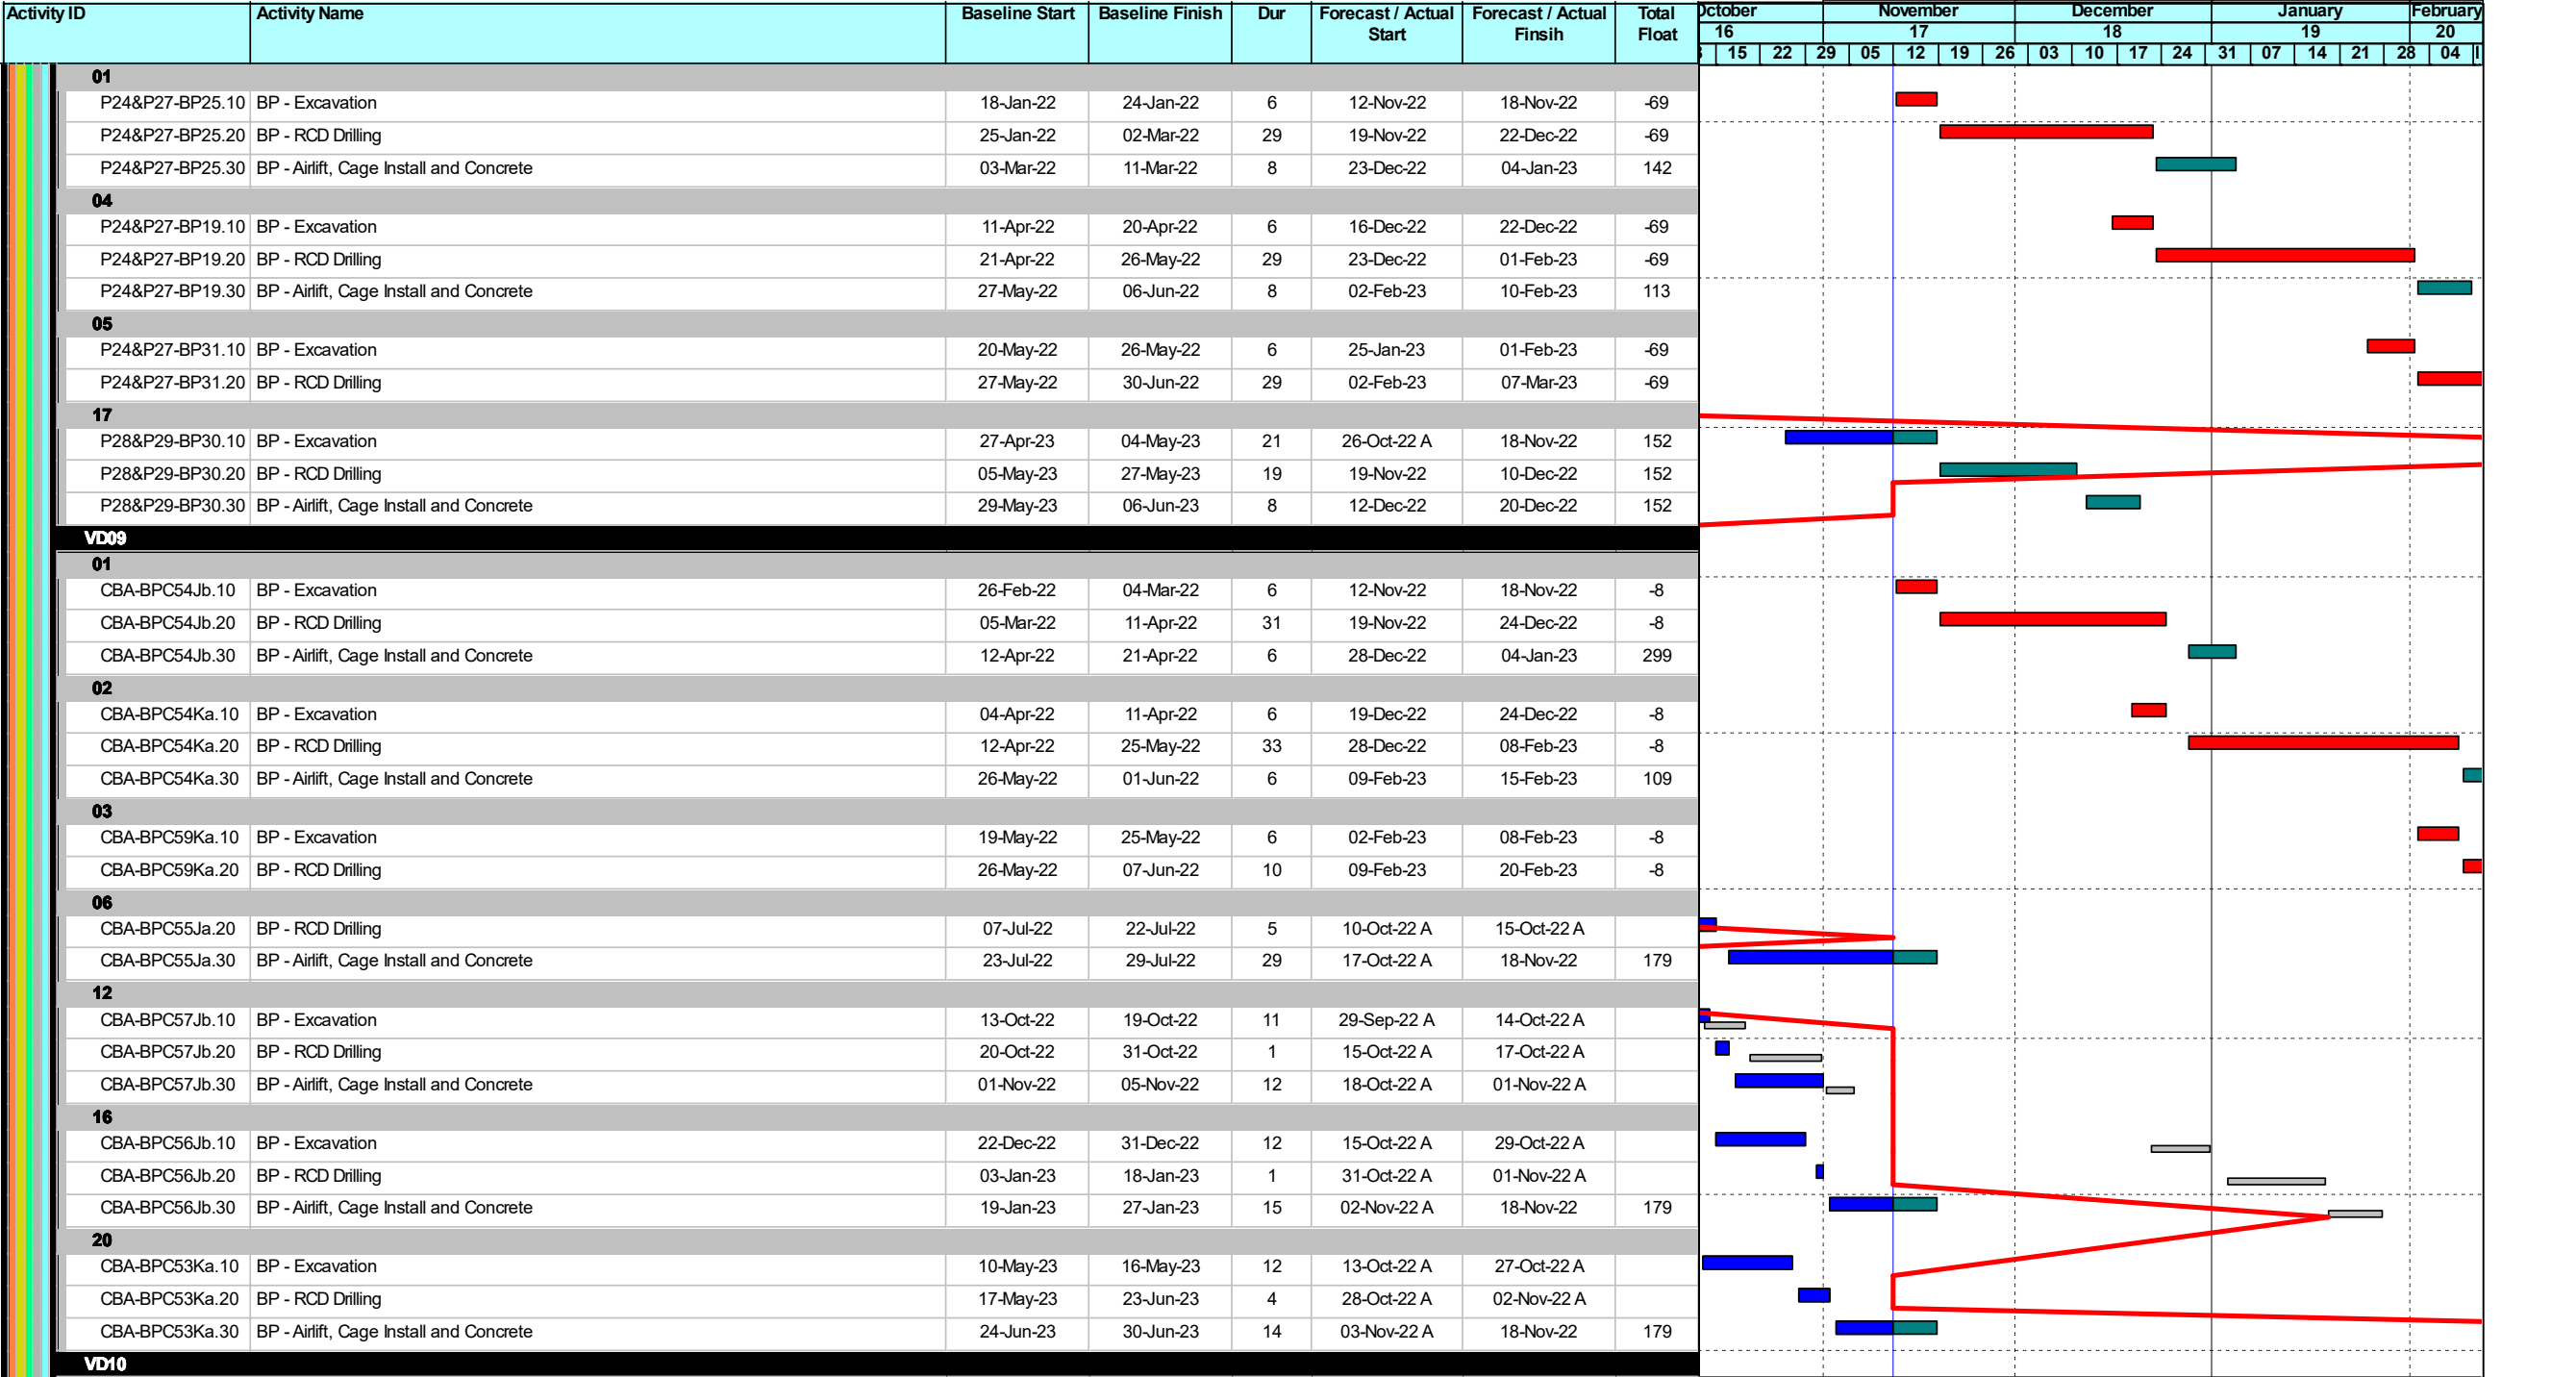 Activity ID Activity Name Baseline Start Baseline Finish Dur Forecast / Actual Start Forecast / Actual Finsih Total Float
October November December January February
16 17 18 19 20
15 22 29 05 12 19 26 03 10 17 24 31 07 14 21 28 04
01
P24&P27-BP25.10 BP - Excavation 18-Jan-22 24-Jan-22 6 12-Nov-22 18-Nov-22 -69
P24&P27-BP25.20 BP - RCD Drilling 25-Jan-22 02-Mar-22 29 19-Nov-22 22-Dec-22 -69
P24&P27-BP25.30 BP - Airlift, Cage Install and Concrete 03-Mar-22 11-Mar-22 8 23-Dec-22 04-Jan-23 142
04
P24&P27-BP19.10 BP - Excavation 11-Apr-22 20-Apr-22 6 16-Dec-22 22-Dec-22 -69
P24&P27-BP19.20 BP - RCD Drilling 21-Apr-22 26-May-22 29 23-Dec-22 01-Feb-23 -69
P24&P27-BP19.30 BP - Airlift, Cage Install and Concrete 27-May-22 06-Jun-22 8 02-Feb-23 10-Feb-23 113
05
P24&P27-BP31.10 BP - Excavation 20-May-22 26-May-22 6 25-Jan-23 01-Feb-23 -69
P24&P27-BP31.20 BP - RCD Drilling 27-May-22 30-Jun-22 29 02-Feb-23 07-Mar-23 -69
17
P28&P29-BP30.10 BP - Excavation 27-Apr-23 04-May-23 21 26-Oct-22 A 18-Nov-22 152
P28&P29-BP30.20 BP - RCD Drilling 05-May-23 27-May-23 19 19-Nov-22 10-Dec-22 152
P28&P29-BP30.30 BP - Airlift, Cage Install and Concrete 29-May-23 06-Jun-23 8 12-Dec-22 20-Dec-22 152
VD09
01
CBA-BPC54Jb.10 BP - Excavation 26-Feb-22 04-Mar-22 6 12-Nov-22 18-Nov-22 -8
CBA-BPC54Jb.20 BP - RCD Drilling 05-Mar-22 11-Apr-22 31 19-Nov-22 24-Dec-22 -8
CBA-BPC54Jb.30 BP - Airlift, Cage Install and Concrete 12-Apr-22 21-Apr-22 6 28-Dec-22 04-Jan-23 299
02
CBA-BPC54Ka.10 BP - Excavation 04-Apr-22 11-Apr-22 6 19-Dec-22 24-Dec-22 -8
CBA-BPC54Ka.20 BP - RCD Drilling 12-Apr-22 25-May-22 33 28-Dec-22 08-Feb-23 -8
CBA-BPC54Ka.30 BP - Airlift, Cage Install and Concrete 26-May-22 01-Jun-22 6 09-Feb-23 15-Feb-23 109
03
CBA-BPC59Ka.10 BP - Excavation 19-May-22 25-May-22 6 02-Feb-23 08-Feb-23 -8
CBA-BPC59Ka.20 BP - RCD Drilling 26-May-22 07-Jun-22 10 09-Feb-23 20-Feb-23 -8
06
CBA-BPC55Ja.20 BP - RCD Drilling 07-Jul-22 22-Jul-22 5 10-Oct-22 A 15-Oct-22 A
CBA-BPC55Ja.30 BP - Airlift, Cage Install and Concrete 23-Jul-22 29-Jul-22 29 17-Oct-22 A 18-Nov-22 179
12
CBA-BPC57Jb.10 BP - Excavation 13-Oct-22 19-Oct-22 11 29-Sep-22 A 14-Oct-22 A
CBA-BPC57Jb.20 BP - RCD Drilling 20-Oct-22 31-Oct-22 1 15-Oct-22 A 17-Oct-22 A
CBA-BPC57Jb.30 BP - Airlift, Cage Install and Concrete 01-Nov-22 05-Nov-22 12 18-Oct-22 A 01-Nov-22 A
16
CBA-BPC56Jb.10 BP - Excavation 22-Dec-22 31-Dec-22 12 15-Oct-22 A 29-Oct-22 A
CBA-BPC56Jb.20 BP - RCD Drilling 03-Jan-23 18-Jan-23 1 31-Oct-22 A 01-Nov-22 A
CBA-BPC56Jb.30 BP - Airlift, Cage Install and Concrete 19-Jan-23 27-Jan-23 15 02-Nov-22 A 18-Nov-22 179
20
CBA-BPC53Ka.10 BP - Excavation 10-May-23 16-May-23 12 13-Oct-22 A 27-Oct-22 A
CBA-BPC53Ka.20 BP - RCD Drilling 17-May-23 23-Jun-23 4 28-Oct-22 A 02-Nov-22 A
CBA-BPC53Ka.30 BP - Airlift, Cage Install and Concrete 24-Jun-23 30-Jun-23 14 03-Nov-22 A 18-Nov-22 179
VD10